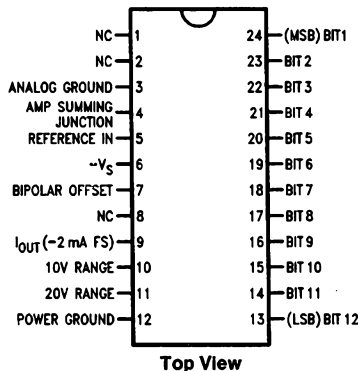 NC 1 24 (MSB) BIT1
NC 2 23 BIT 2
ANALOG GROUND 3 22 BIT 3
AMP SUMMING
JUNCTION 4 21 BIT 4
REFERENCE IN 5 20 BIT 5
-VS 6 19 BIT 6
BIPOLAR OFFSET 7 18 BIT 7
NC 8 17 BIT 8
IOUT (-2 mA FS) 9 16 BIT 9
10V RANGE 10 15 BIT 10
20V RANGE 11 14 BIT 11
POWER GROUND 12 13 (LSB) BIT 12
Top View